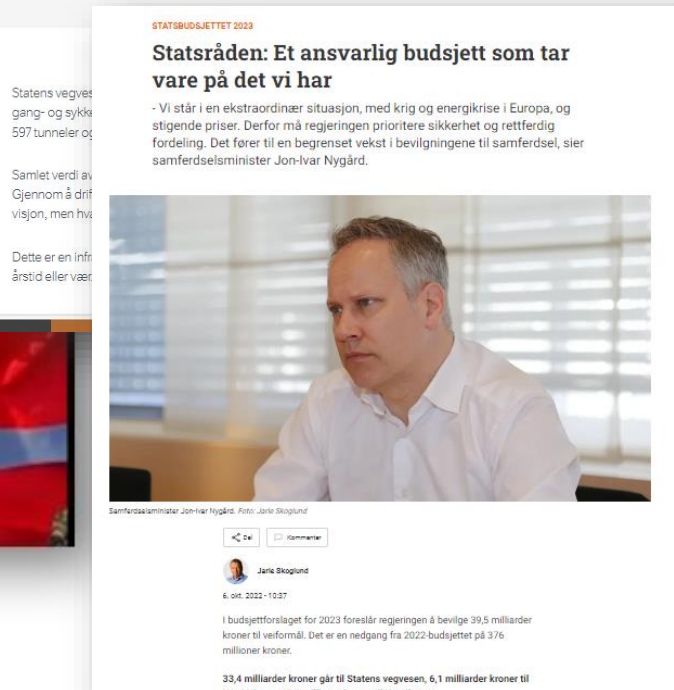 Statens vegves
gang- og sykke
597 tunneler og
Samlet verdi av
Gjennom å drif
visjon, men hva
Dette er en infr
årstid eller vær
STATSBUDSJETTET 2023
Statsråden: Et ansvarlig budsjett som tar
vare på det vi har
- Vi står i en ekstraordinær situasjon, med krig og energikrise i Europa, og
stigende priser. Derfor må regjeringen prioritere sikkerhet og rettferdig
fordeling. Det fører til en begrenset vekst i bevilgningene til samferdsel, sier
samferdselsminister Jon-Ivar Nygård.
Samferdselsminister Jon-Ivar Nygård. Foto: Jarle Skoglund
Del
Kommenter
Jarle Skoglund
6. okt. 2022 - 10:37
I budsjettforslaget for 2023 foreslår regjeringen å bevilge 39,5 milliarder
kroner til veiformål. Det er en nedgang fra 2022-budsjettet på 376
millioner kroner.
33,4 milliarder kroner går til Statens vegvesen, 6,1 milliarder kroner til